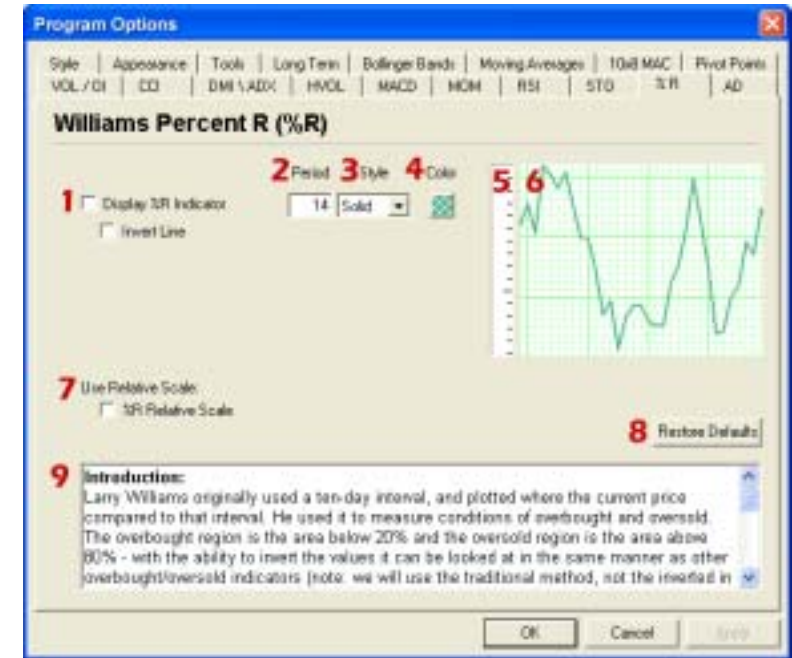 Program Options
Style Appearance Tools Long Term Bollinger Bands Moving Averages 10x8 MAC Pivot Points
VOL / OI CCI DMI \ ADX HVOL MACD MOM RSI STO %R AD
Williams Percent R (%R)
2 Period 3 Style 4 Color 5 6
1 Display %R Indicator 14 Solid
Invert Line
7 Use Relative Scale:
%R Relative Scale
8 Restore Defaults
9 Introduction:
Larry Williams originally used a ten-day interval, and plotted where the current price
compared to that interval. He used it to measure conditions of overbought and oversold.
The overbought region is the area below 20% and the oversold region is the area above
80% - with the ability to invert the values it can be looked at in the same manner as other
overbought/oversold indicators (note: we will use the traditional method, not the inverted in
OK Cancel Apply